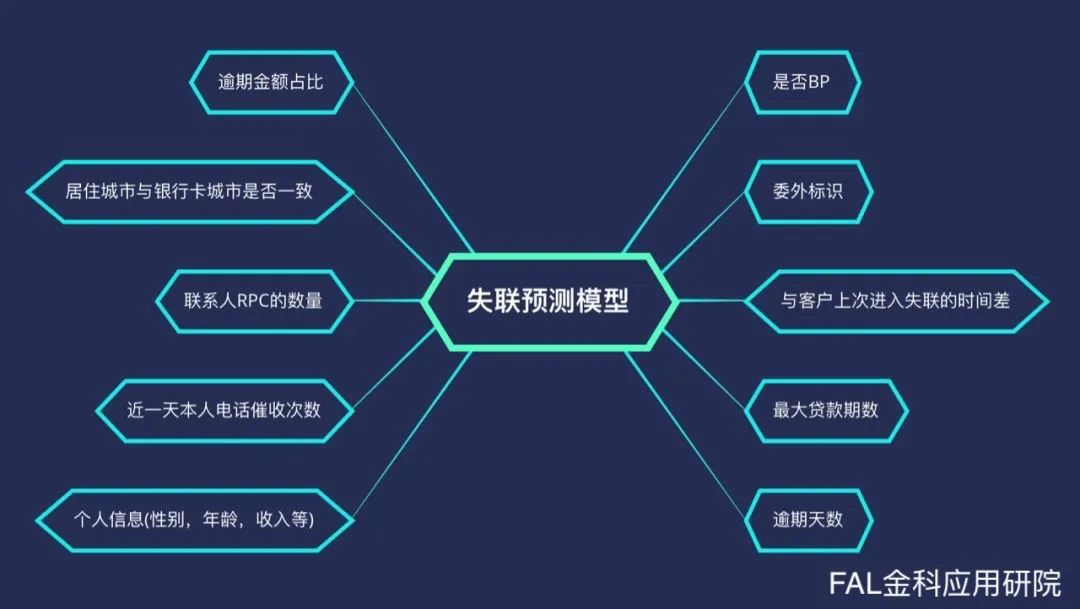 逾期金额占比
居住城市与银行卡城市是否一致
联系人RPC的数量
近一天本人电话催收次数
个人信息(性别，年龄，收入等)
失联预测模型
是否BP
委外标识
与客户上次进入失联的时间差
最大贷款期数
逾期天数
FAL金科应用研院